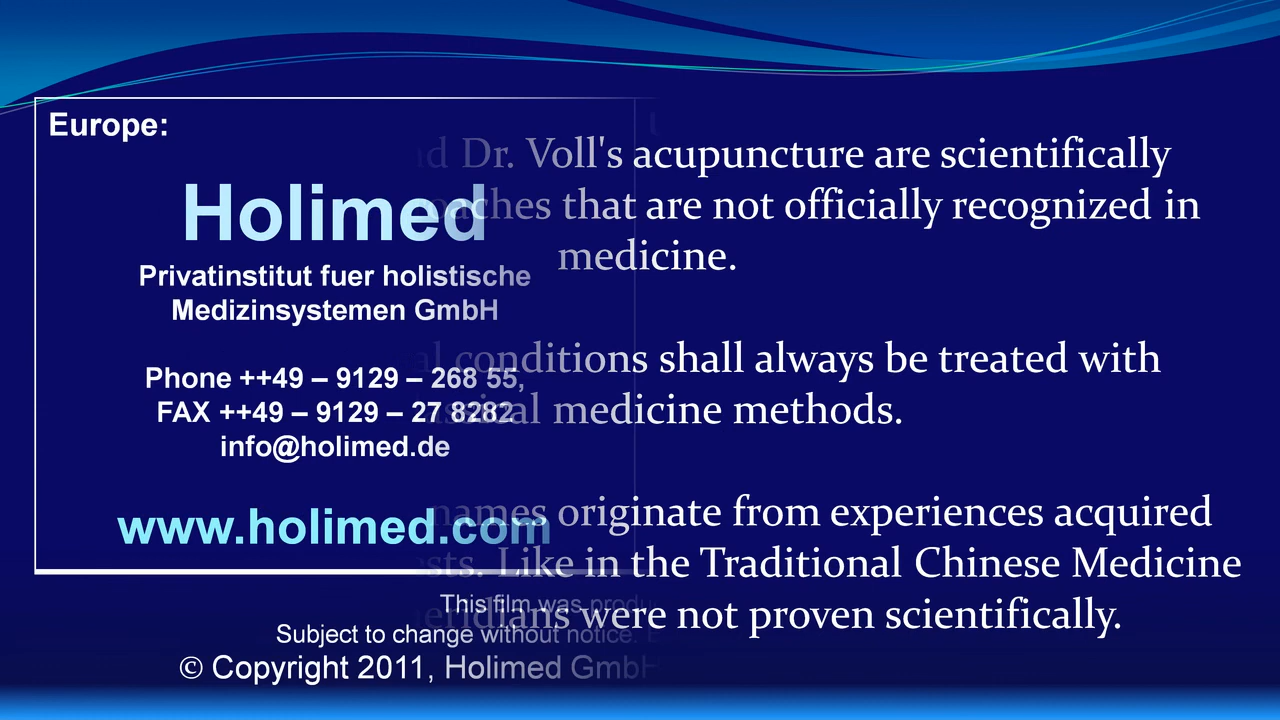 Europe:
Holimed
Privatinstitut fuer holistische
Medizinsystemen GmbH
Phone ++49 – 9129 – 268 55,
FAX ++49 – 9129 – 27 8282
info@holimed.de
www.holimed.com
This film was
Subject to change without notice.
© Copyright 2011, Holimed GmbH
Dr. Voll's acupuncture are scientifically
that are not officially recognized in
medicine.
conditions shall always be treated with
medicine methods.
names originate from experiences acquired
Like in the Traditional Chinese Medicine
were not proven scientifically.